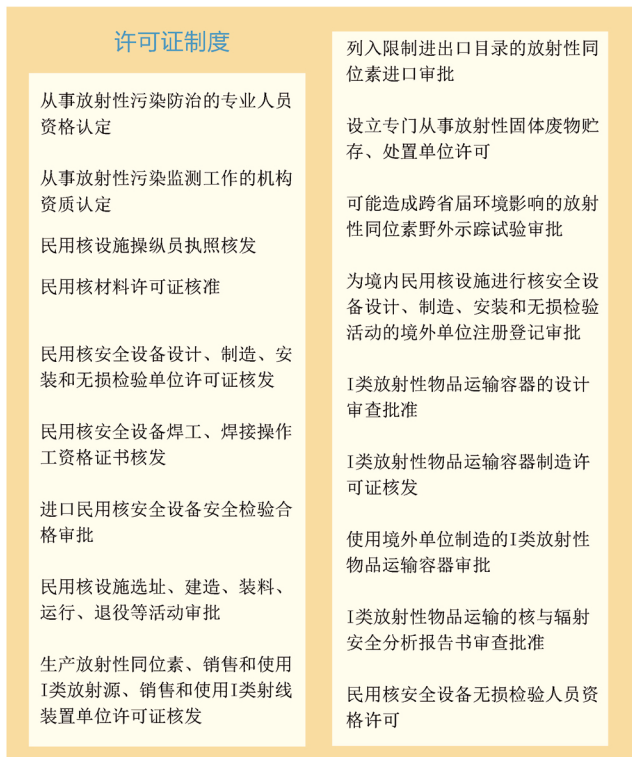 许可证制度
从事放射性污染防治的专业人员
资格认定
从事放射性污染监测工作的机构
资质认定
民用核设施操纵员执照核发
民用核材料许可证核准
民用核安全设备设计、制造、安
装和无损检验单位许可证核发
民用核安全设备焊工、焊接操作
工资格证书核发
进口民用核安全设备安全检验合
格审批
民用核设施选址、建造、装料、
运行、退役等活动审批
生产放射性同位素、销售和使用
I类放射源、销售和使用I类射线
装置单位许可证核发
列入限制进出口目录的放射性同
位素进口审批
设立专门从事放射性固体废物贮
存、处置单位许可
可能造成跨省届环境影响的放射
性同位素野外示踪试验审批
为境内民用核设施进行核安全设
备设计、制造、安装和无损检验
活动的境外单位注册登记审批
I类放射性物品运输容器的设计
审查批准
I类放射性物品运输容器制造许
可证核发
使用境外单位制造的I类放射性
物品运输容器审批
I类放射性物品运输的核与辐射
安全分析报告书审查批准
民用核安全设备无损检验人员资
格许可